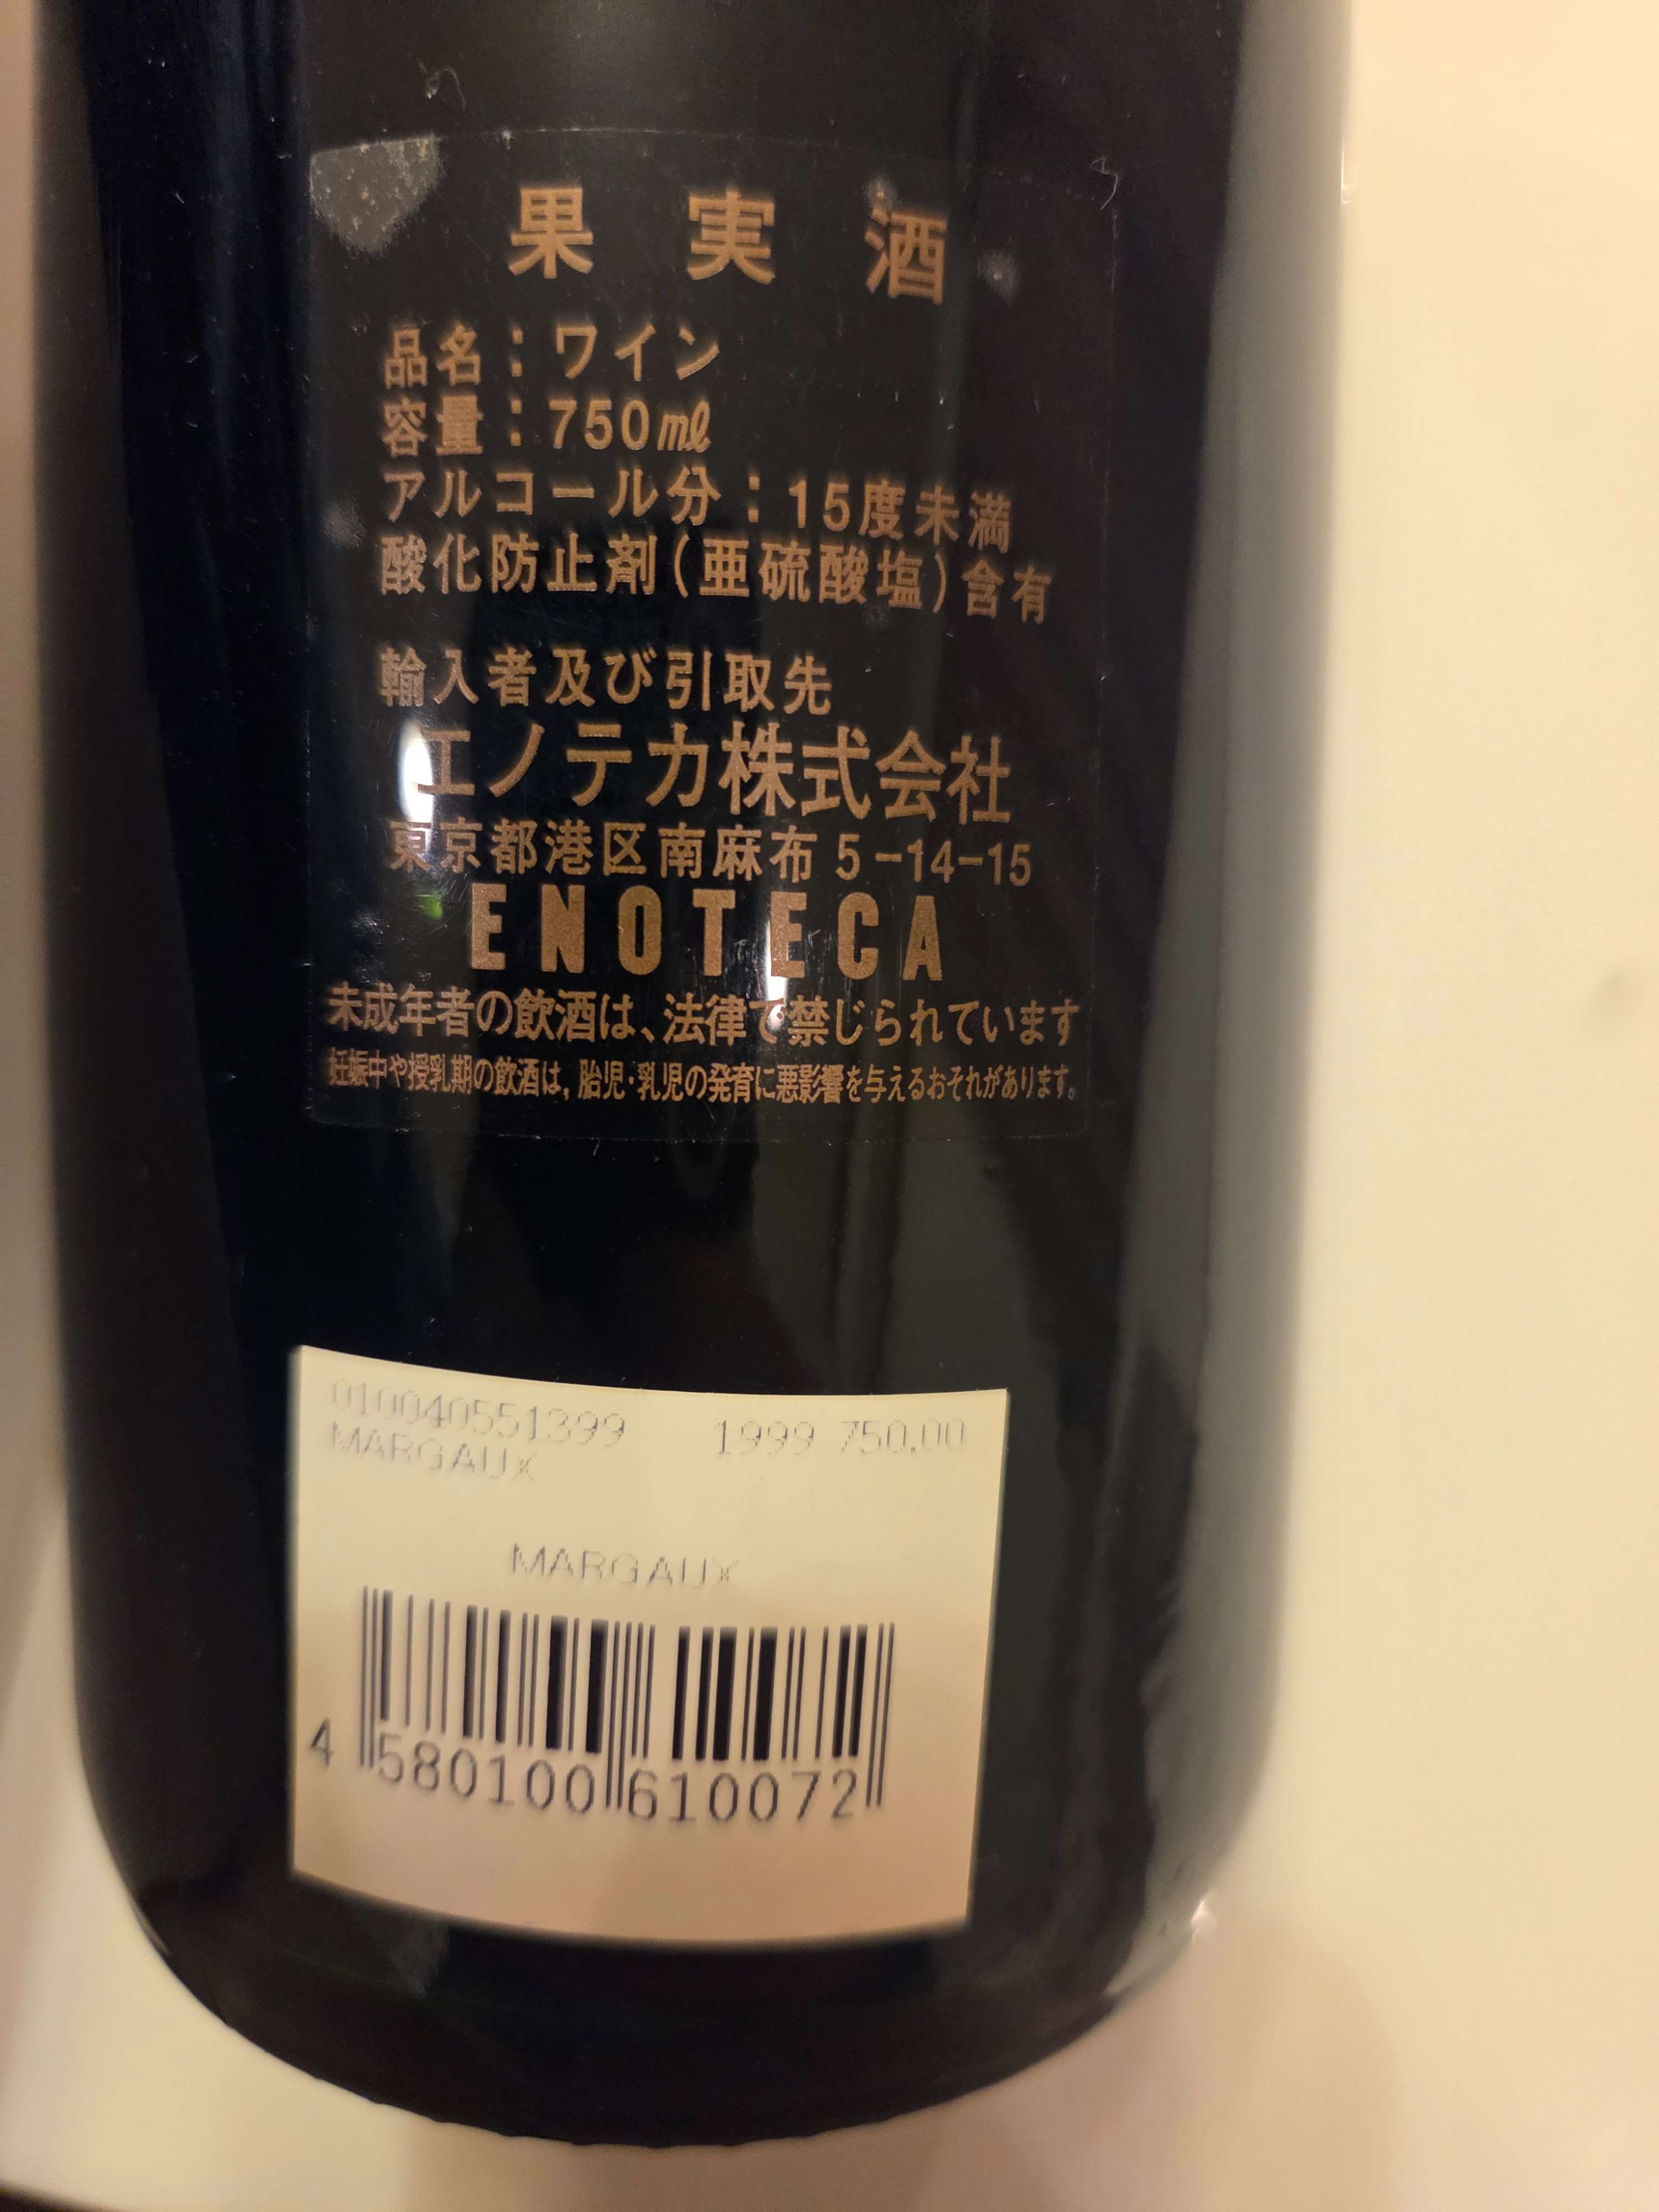 果実酒
品名：ワイン
容量：750㎖
アルコール分：15度未満
酸化防止剤(亜硫酸塩)含有
輸入者及び引取先
エノテカ株式会社
東京都港区南麻布5-14-15
ENOTECA
未成年者の飲酒は、法律で禁じられています
妊娠中や授乳期の飲酒は,胎児・乳児の発育に悪影響を与えるおそれがあります。
010040551399 1999 750.00
MARGAUX
MARGAUX
4 580100 610072